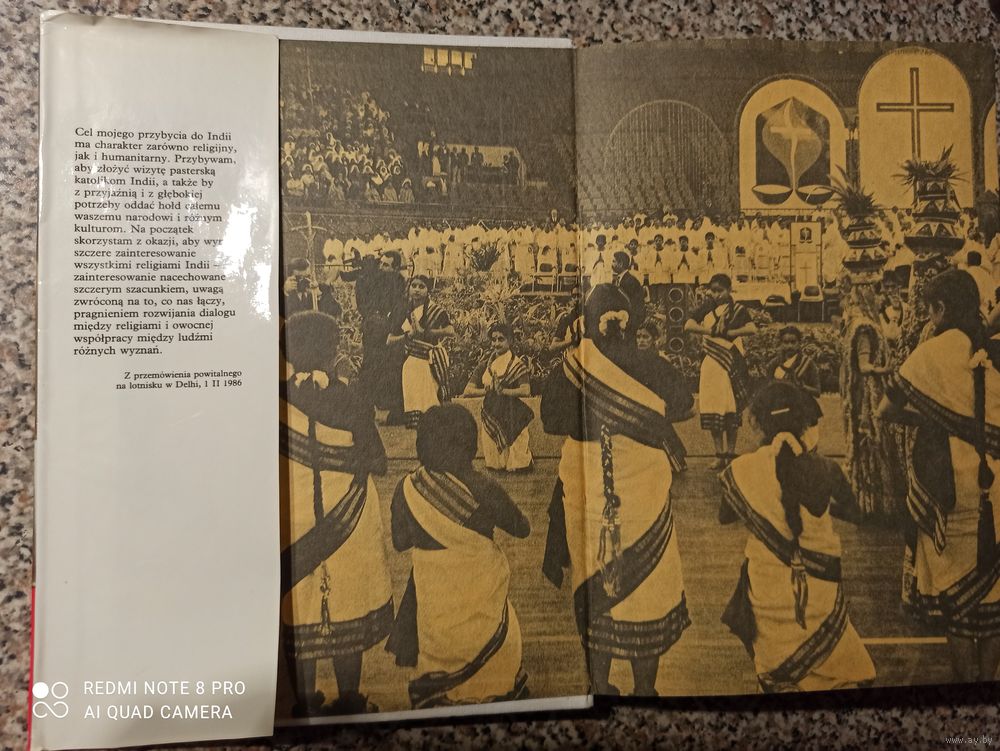 Cel mojego przybycia do Indii
ma charakter zarówno religijny,
jak i humanitarny. Przybywam,
aby złożyć wizytę pasterską
katolikom Indii, a także by
z przyjaźnią i z głębokiej
potrzeby oddać hołd całemu
waszemu narodowi i różnym
kulturom. Na początek
skorzystam z okazji, aby
szczere zainteresowanie
wszystkimi religiami Indii –
zainteresowanie nacechowane
szczerym szacunkiem, uwagą
zwróconą na to, co nas łączy,
pragnieniem rozwijania dialogu
między religiami i owocnej
współpracy między ludźmi
różnych wyznań.
Z przemówienia powitalnego
na lotnisku w Delhi, 1 II 1986
REDMI NOTE 8 PRO
AI QUAD CAMERA
www.ay.by